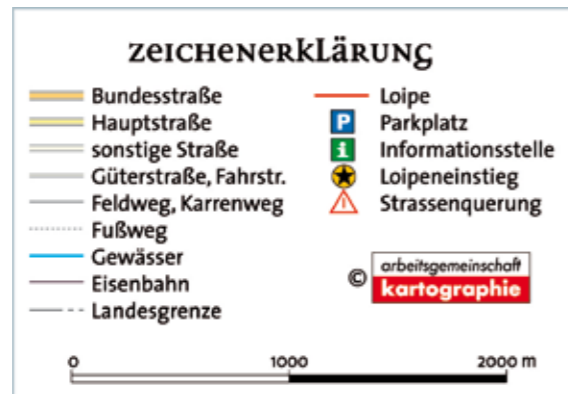 Zeichenerklärung
Bundesstraße
Hauptstraße
sonstige Straße
Güterstraße, Fahrstr.
Feldweg, Karrenweg
Fußweg
Gewässer
Eisenbahn
Landesgrenze
Loipe
P Parkplatz
i Informationsstelle
Loipeneinstieg
! Strassenquerung
© arbeitsgemeinschaft
kartographie
0 1000 2000 m